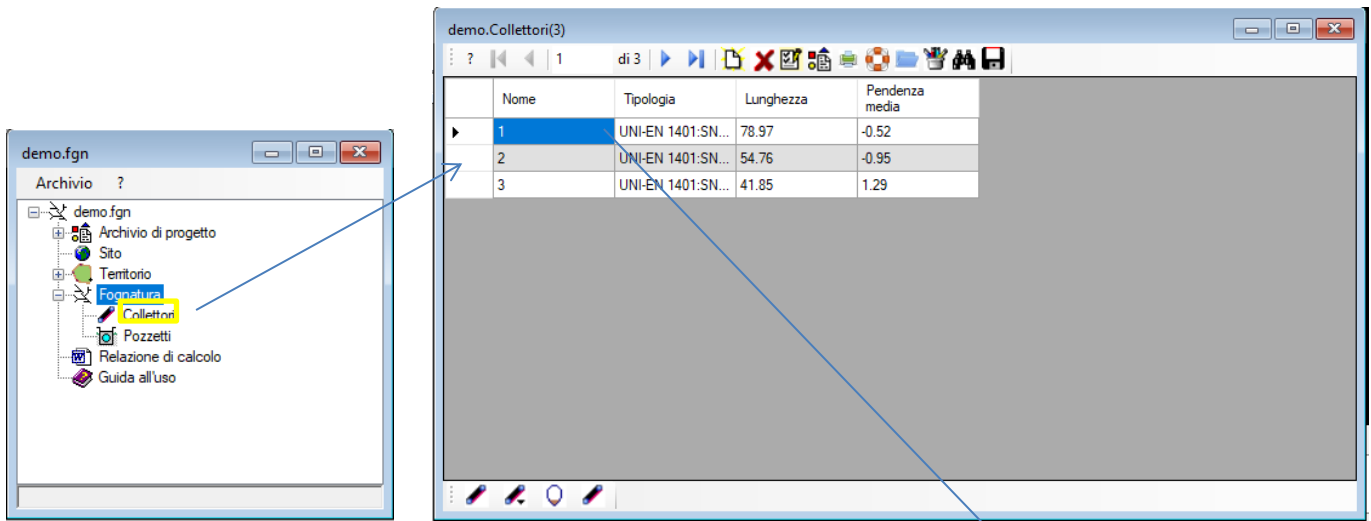 demo.fgn
Archivio ?
demo.fgn
Archivio di progetto
Sito
Territorio
Fognatura
Collettori
Pozzetti
Relazione di calcolo
Guida all'uso
demo.Collettori(3)
? 1 di 3
Nome Tipologia Lunghezza Pendenza
media
1 UNI-EN 1401:SN... 78.97 -0.52
2 UNI-EN 1401:SN... 54.76 -0.95
3 UNI-EN 1401:SN... 41.85 1.29